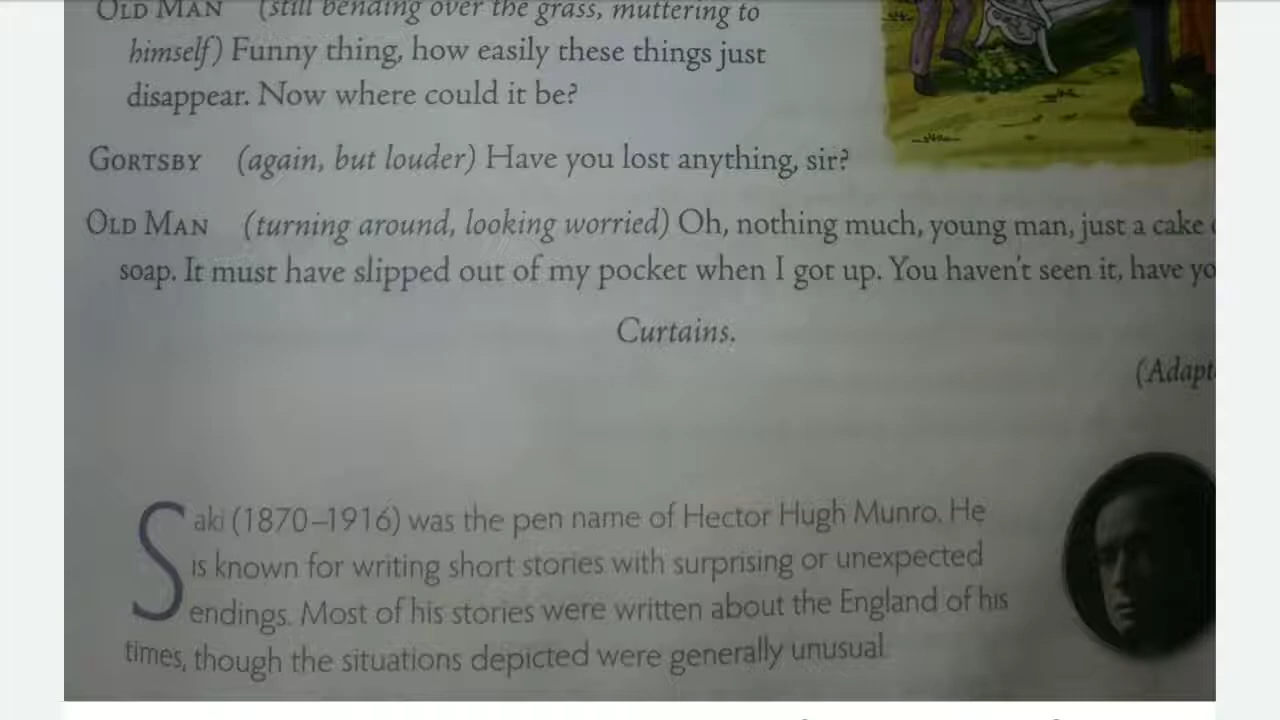 OLD MAN (still bending over the grass, muttering to
himself) Funny thing, how easily these things just
disappear. Now where could it be?
GORTSBY (again, but louder) Have you lost anything, sir?
OLD MAN (turning around, looking worried) Oh, nothing much, young man, just a cake
soap. It must have slipped out of my pocket when I got up. You haven't seen it, have yo
Curtains.
(Adapt
Saki (1870–1916) was the pen name of Hector Hugh Munro. He
is known for writing short stories with surprising or unexpected
endings. Most of his stories were written about the England of his
times, though the situations depicted were generally unusual.